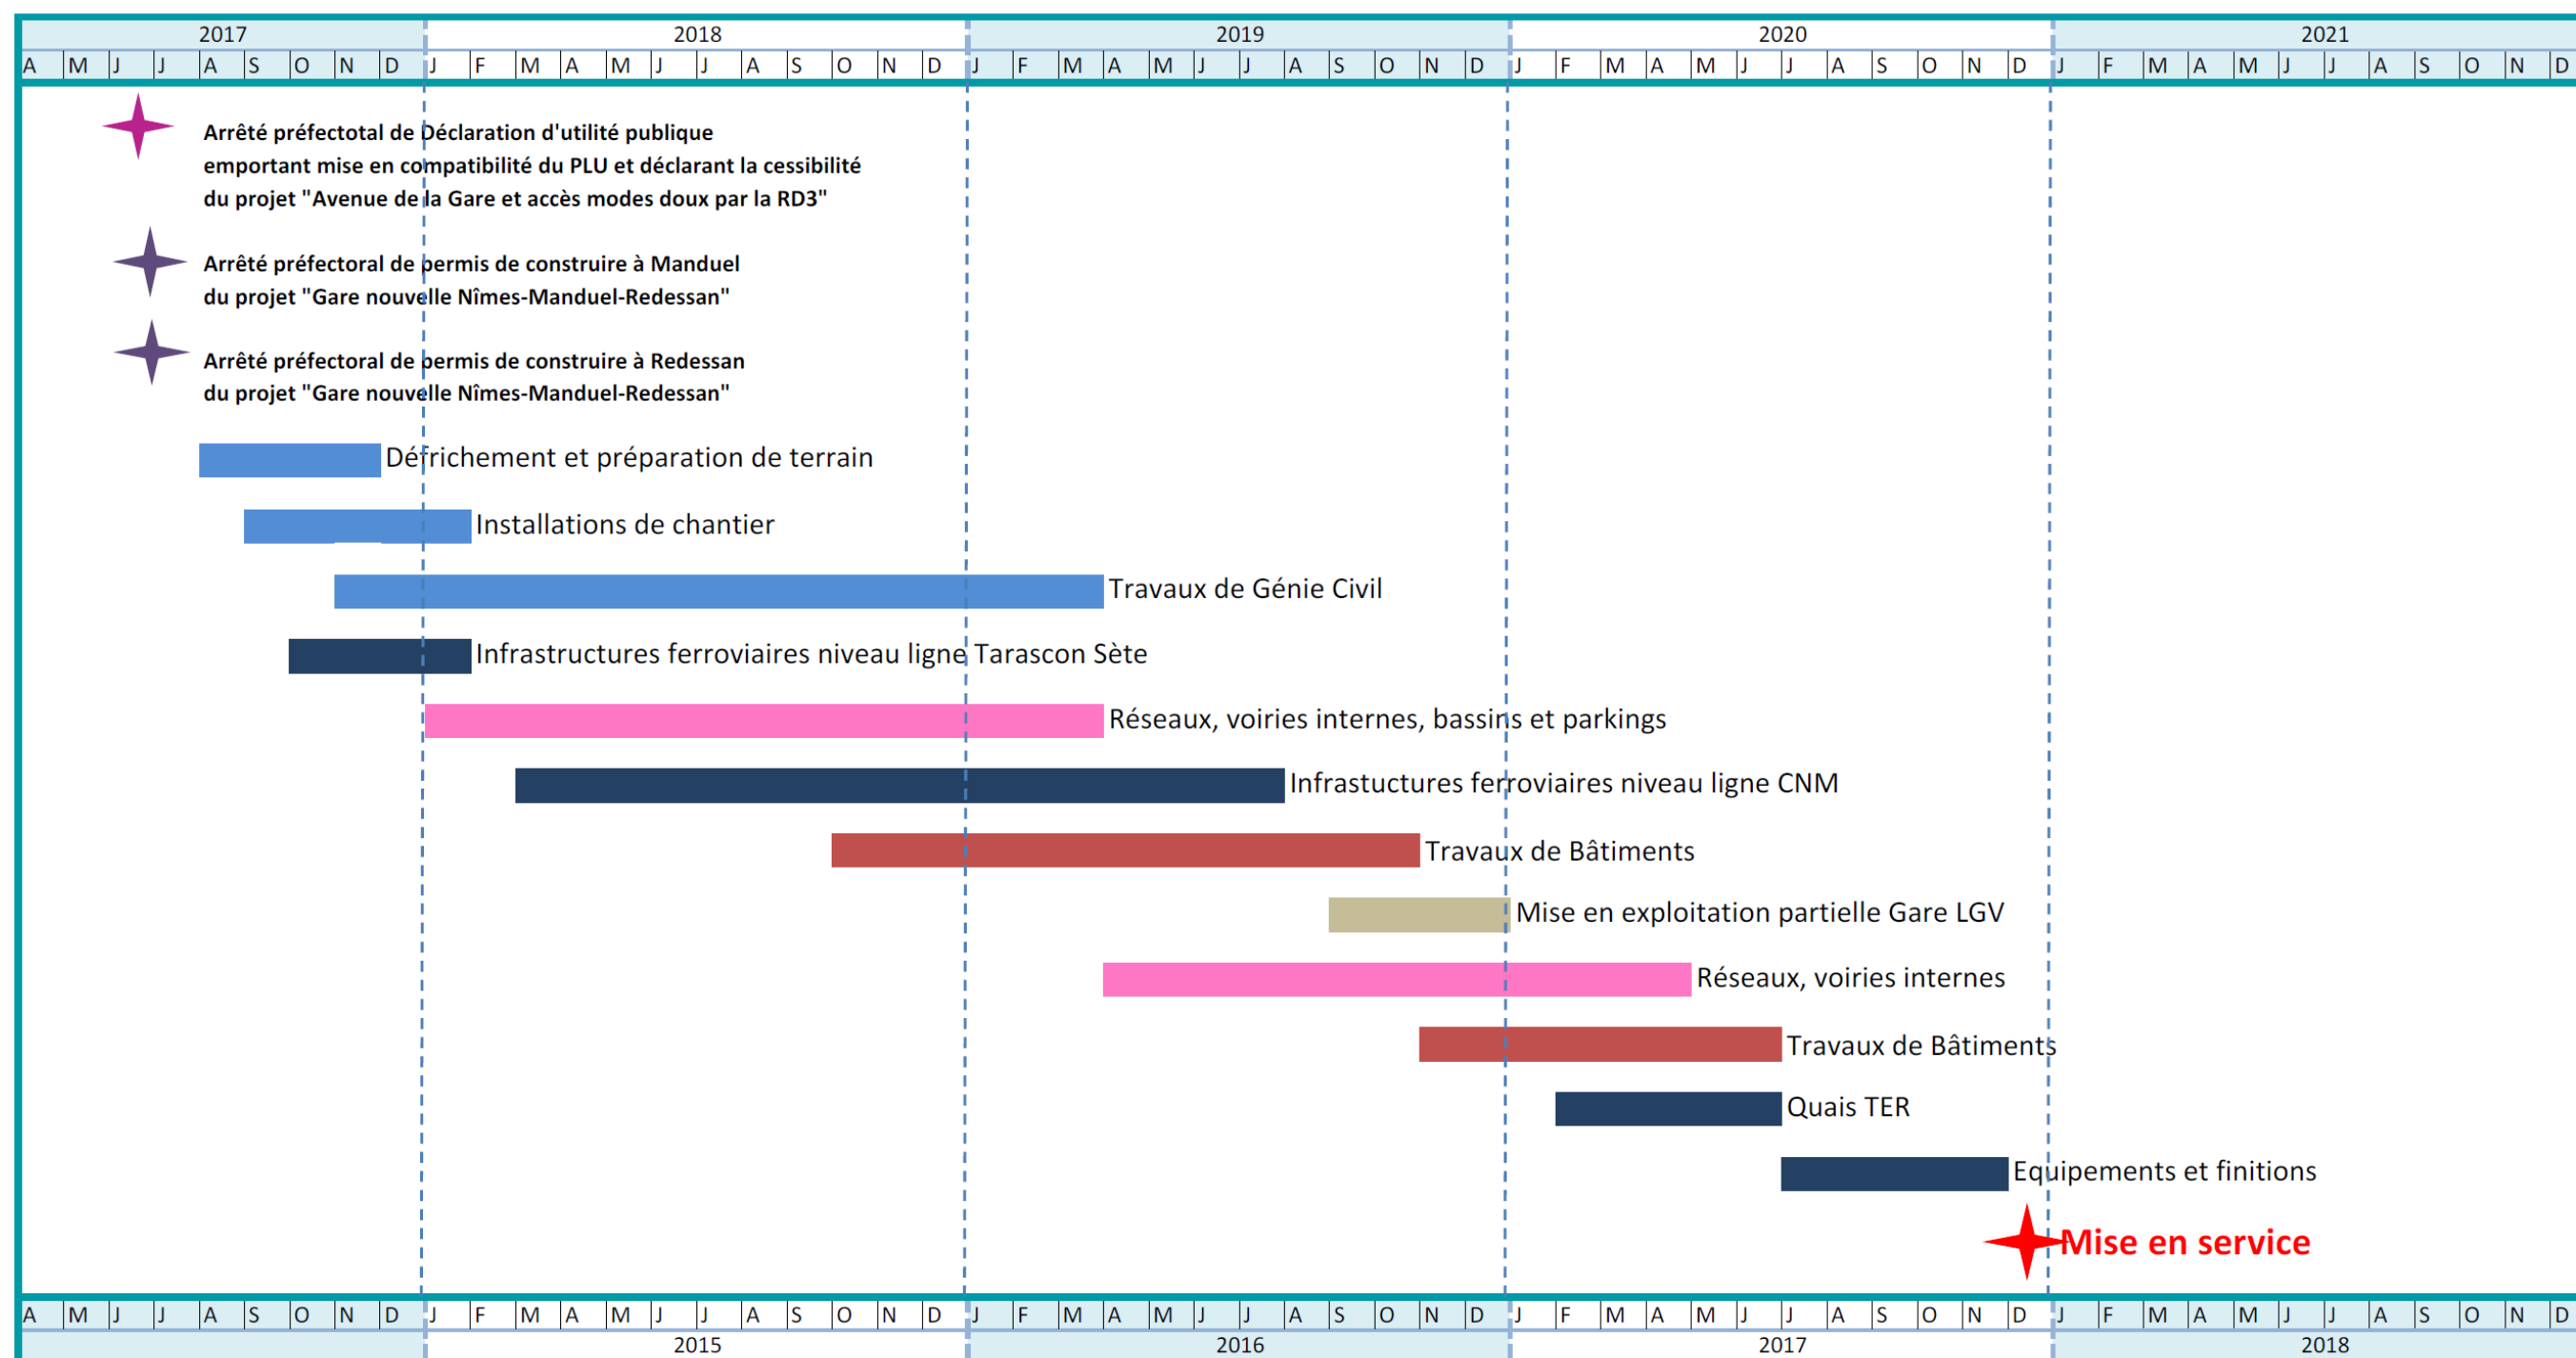 2017 2018 2019 2020 2021
A M J J A S O N D J F M A M J J A S O N D J F M A M J J A S O N D J F M A M J J A S O N D J F M A M J J A S O N D
Arrêté préfectotal de Déclaration d'utilité publique
emportant mise en compatibilité du PLU et déclarant la cessibilité
du projet "Avenue de la Gare et accès modes doux par la RD3"
Arrêté préfectoral de permis de construire à Manduel
du projet "Gare nouvelle Nîmes-Manduel-Redessan"
Arrêté préfectoral de permis de construire à Redessan
du projet "Gare nouvelle Nîmes-Manduel-Redessan"
Défrichement et préparation de terrain
Installations de chantier
Travaux de Génie Civil
Infrastructures ferroviaires niveau ligne Tarascon Sète
Réseaux, voiries internes, bassins et parkings
Infrastuctures ferroviaires niveau ligne CNM
Travaux de Bâtiments
Mise en exploitation partielle Gare LGV
Réseaux, voiries internes
Travaux de Bâtiments
Quais TER
Equipements et finitions
Mise en service
A M J J A S O N D J F M A M J J A S O N D J F M A M J J A S O N D J F M A M J J A S O N D J F M A M J J A S O N D
2015 2016 2017 2018